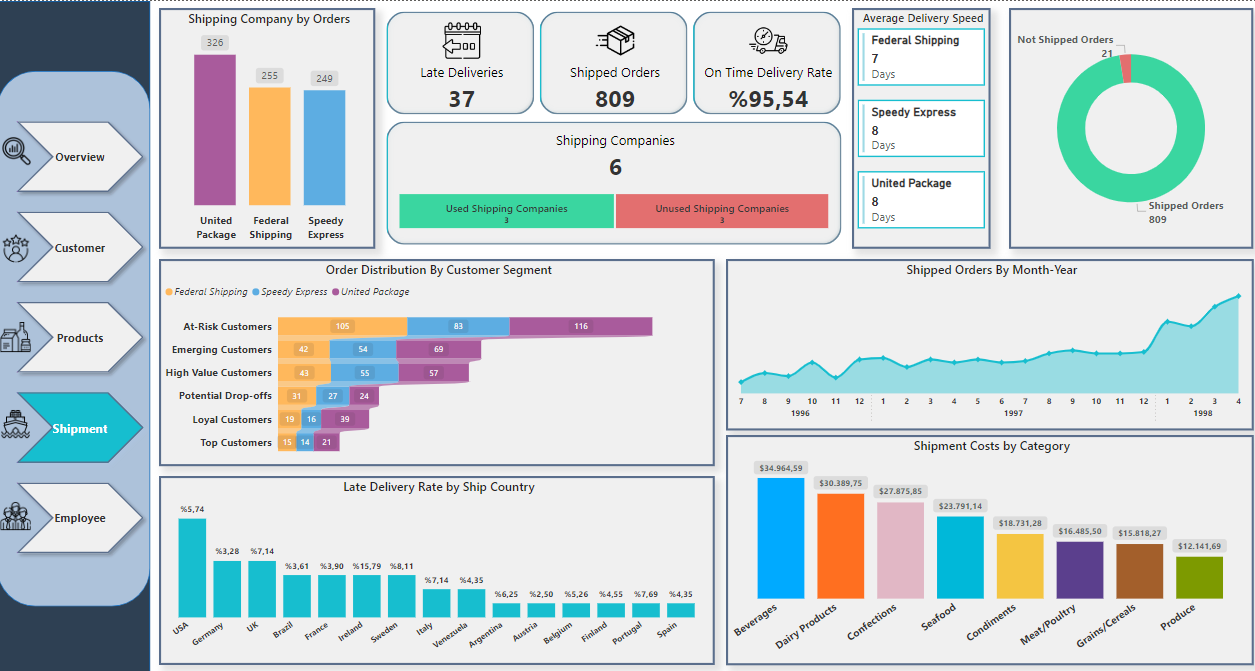 Overview
Customer
Products
Shipment
Employee
Shipping Company by Orders
326
255
249
United Package
Federal Shipping
Speedy Express
Late Deliveries
37
Shipped Orders
809
On Time Delivery Rate
%95,54
Shipping Companies
6
Used Shipping Companies
3
Unused Shipping Companies
3
Average Delivery Speed
Federal Shipping
7
Days
Speedy Express
8
Days
United Package
8
Days
Not Shipped Orders
21
Shipped Orders
809
Order Distribution By Customer Segment
Federal Shipping Speedy Express United Package
At-Risk Customers 105 83 116
Emerging Customers 42 54 69
High Value Customers 43 55 57
Potential Drop-offs 31 27 24
Loyal Customers 19 16 39
Top Customers 15 14 21
Shipped Orders By Month-Year
7 8 9 10 11 12 1 2 3 4 5 6 7 8 9 10 11 12 1 2 3 4
1996 1997 1998
Late Delivery Rate by Ship Country
%5,74 %3,28 %7,14 %3,61 %3,90 %15,79 %8,11 %7,14 %4,35 %6,25 %2,50 %5,26 %4,55 %7,69 %4,35
USA Germany UK Brazil France Ireland Sweden Italy Venezuela Argentina Austria Belgium Finland Portugal Spain
Shipment Costs by Category
$34.964,59 $30.389,75 $27.875,85 $23.791,14 $18.731,28 $16.485,50 $15.818,27 $12.141,69
Beverages Dairy Products Confections Seafood Condiments Meat/Poultry Grains/Cereals Produce